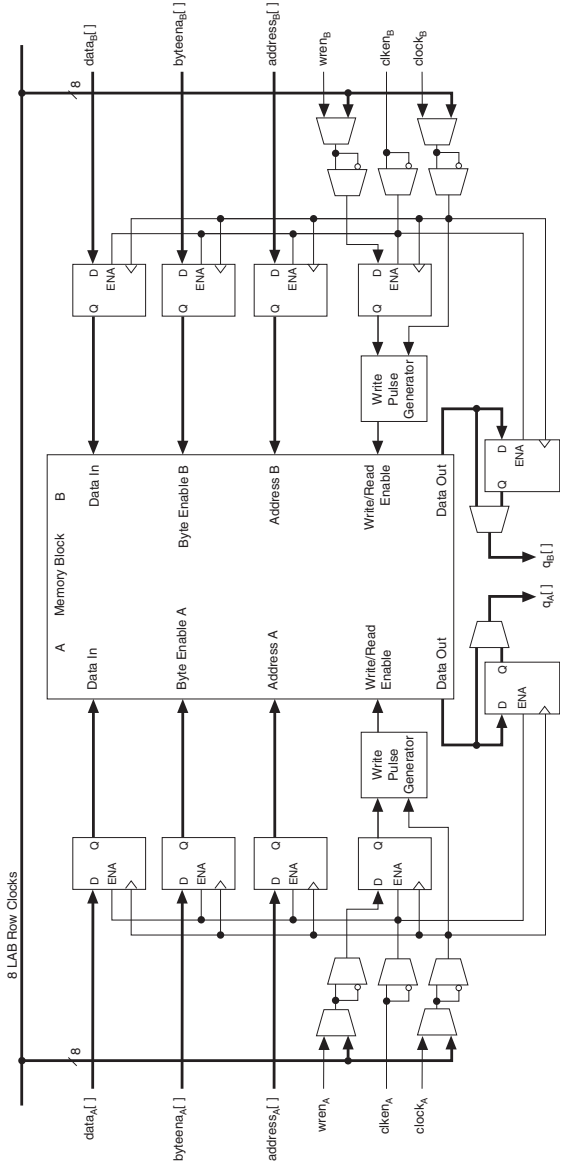 8 LAB Row Clocks
8
8
data_A[ ]
byteena_A[ ]
address_A[ ]
wren_A
clken_A
clock_A
D
Q
ENA
D
Q
ENA
D
Q
ENA
D
Q
ENA
Write
Pulse
Generator
A
Memory Block
B
Data In
Byte Enable A
Address A
Write/Read
Enable
Data Out
Data In
Byte Enable B
Address B
Write/Read
Enable
Data Out
D
Q
ENA
q_A[ ]
q_B[ ]
Q
D
ENA
Write
Pulse
Generator
Q
D
ENA
Q
D
ENA
Q
D
ENA
Q
D
ENA
data_B[ ]
byteena_B[ ]
address_B[ ]
wren_B
clken_B
clock_B